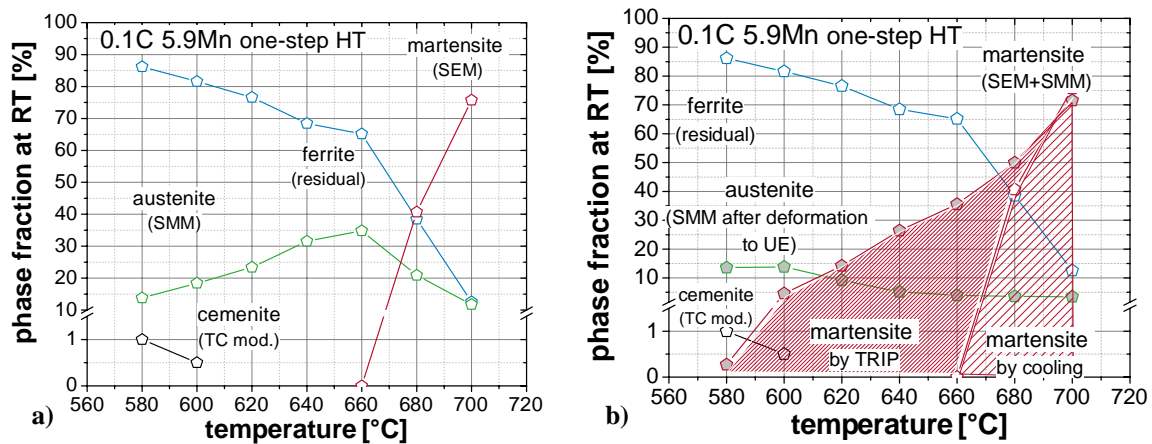 0.1C 5.9Mn one-step HT
martensite
(SEM)
ferrite
(residual)
austenite
(SMM)
cemenite
(TC mod.)
phase fraction at RT [%]
100
90
80
70
60
50
40
30
20
10
1
0
560 580 600 620 640 660 680 700 720
temperature [°C]
a)
0.1C 5.9Mn one-step HT
martensite
(SEM+SMM)
ferrite
(residual)
austenite
(SMM after deformation
to UE)
cemenite
(TC mod.)
martensite
by TRIP
martensite
by cooling
phase fraction at RT [%]
100
90
80
70
60
50
40
30
20
10
1
0
560 580 600 620 640 660 680 700 720
temperature [°C]
b)